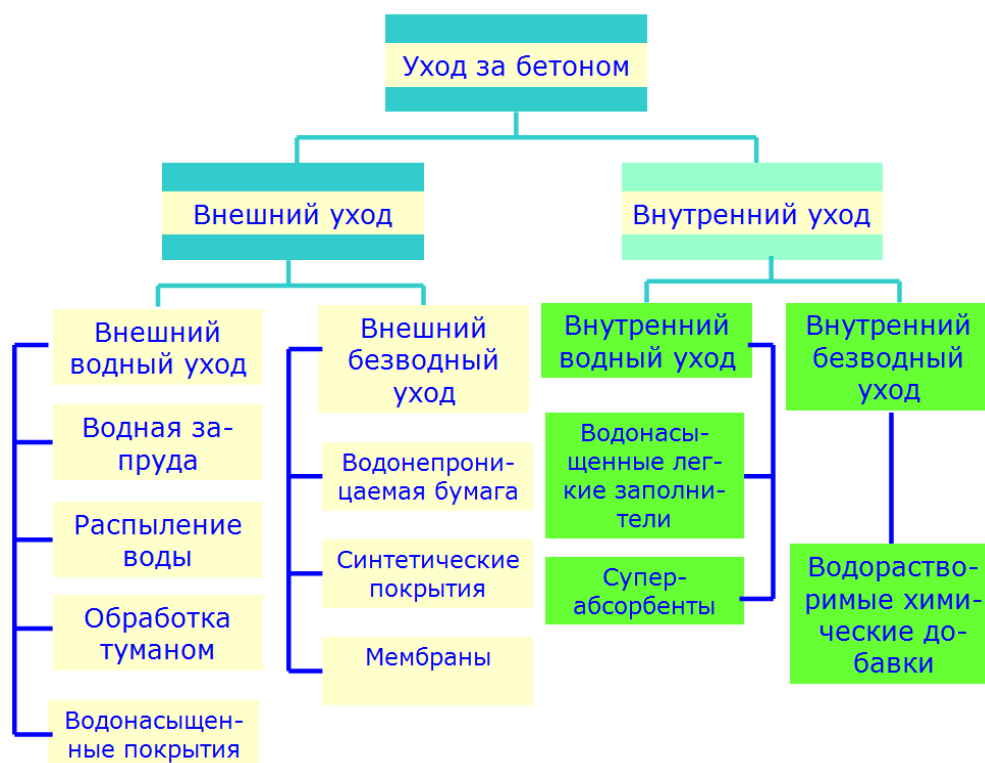 Уход за бетоном
Внешний уход
Внутренний уход
Внешний
водный уход
Водная за-
пруда
Распыление
воды
Обработка
туманом
Водонасыщен-
ные покрытия
Внешний
безводный
уход
Водонепрони-
цаемая бумага
Синтетические
покрытия
Мембраны
Внутренний
водный уход
Водонасы-
щенные лег-
кие заполни-
тели
Супер-
абсорбенты
Внутренний
безводный
уход
Водораство-
римые хими-
ческие до-
бавки